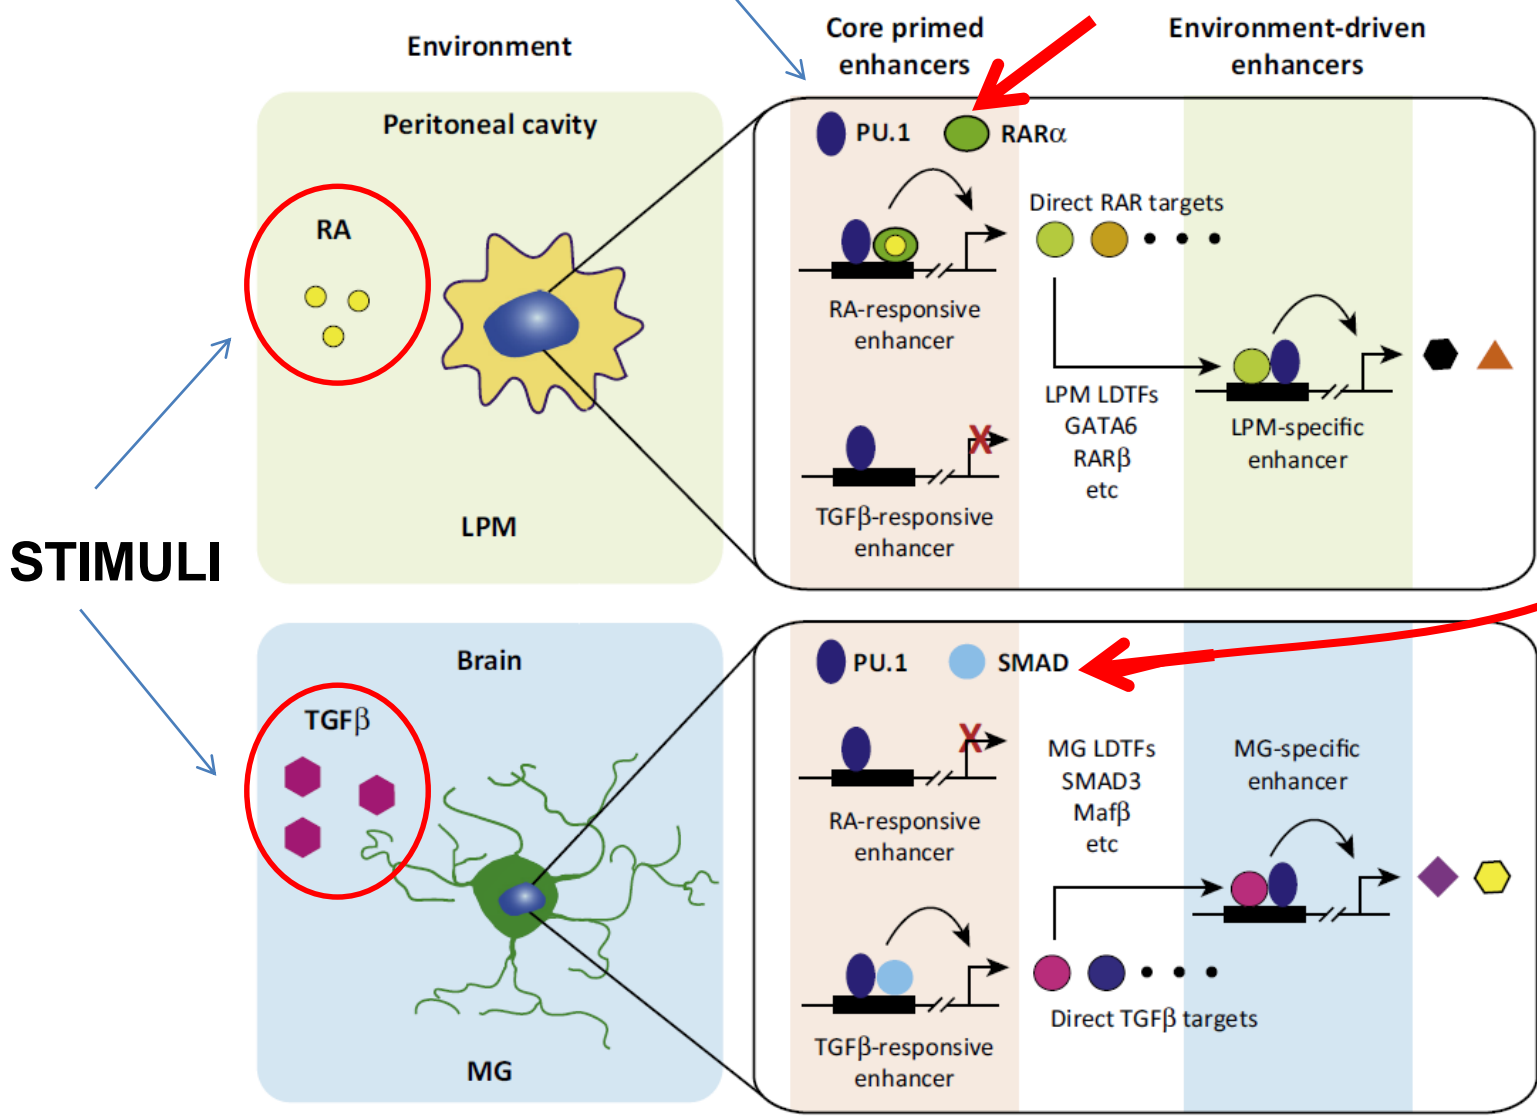 Environment
Core primed
enhancers
Environment-driven
enhancers
Peritoneal cavity
RA
LPM
PU.1
RARα
Direct RAR targets
RA-responsive
enhancer
LPM LDTFs
GATA6
RARβ
etc
LPM-specific
enhancer
X
TGFβ-responsive
enhancer
STIMULI
Brain
TGFβ
MG
PU.1
SMAD
X
RA-responsive
enhancer
MG LDTFs
SMAD3
Mafβ
etc
MG-specific
enhancer
Direct TGFβ targets
TGFβ-responsive
enhancer